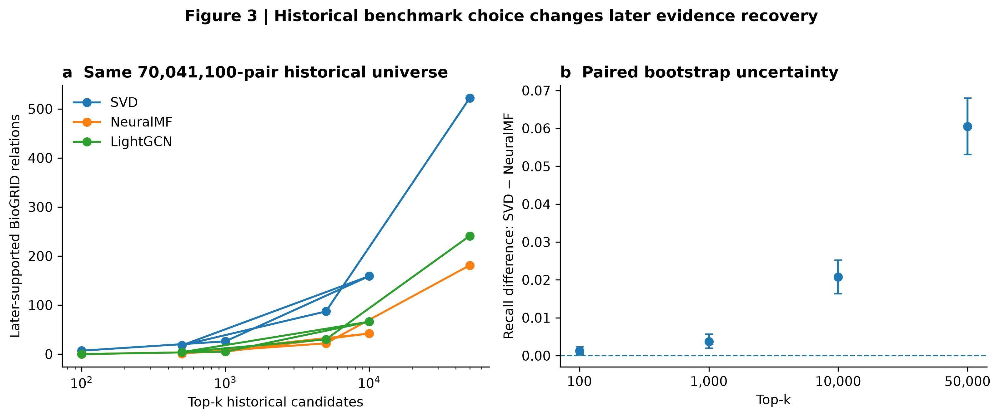 Figure 3 | Historical benchmark choice changes later evidence recovery
a  Same 70,041,100-pair historical universe
500
400
300
200
100
0
Later-supported BioGRID relations
SVD
NeuralMF
LightGCN
10²
10³
10⁴
Top-k historical candidates
b  Paired bootstrap uncertainty
0.07
0.06
0.05
0.04
0.03
0.02
0.01
0.00
Recall difference: SVD − NeuralMF
100
1,000
10,000
50,000
Top-k